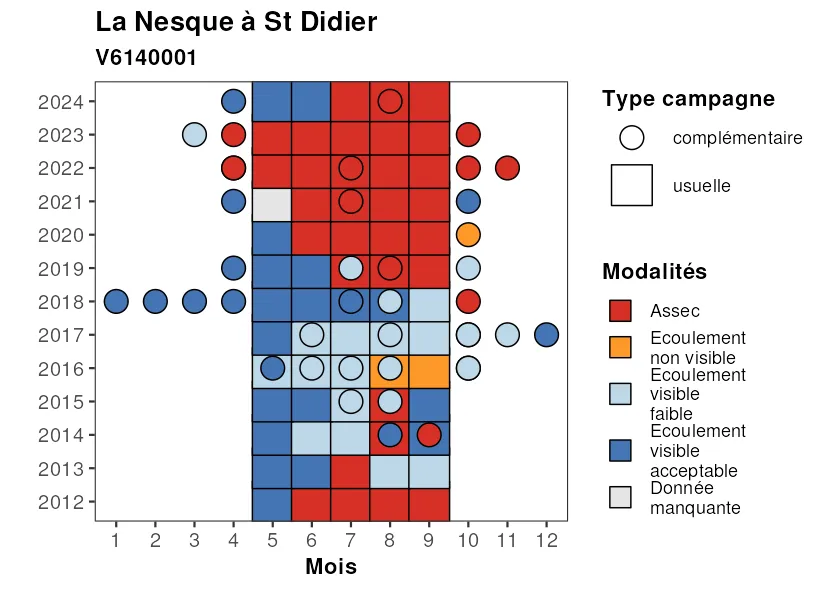 La Nesque à St Didier
V6140001
2024
2023
2022
2021
2020
2019
2018
2017
2016
2015
2014
2013
2012
1 2 3 4 5 6 7 8 9 10 11 12
Mois
Type campagne
complémentaire
usuelle
Modalités
Assec
Ecoulement
non visible
Ecoulement
visible
faible
Ecoulement
visible
acceptable
Donnée
manquante